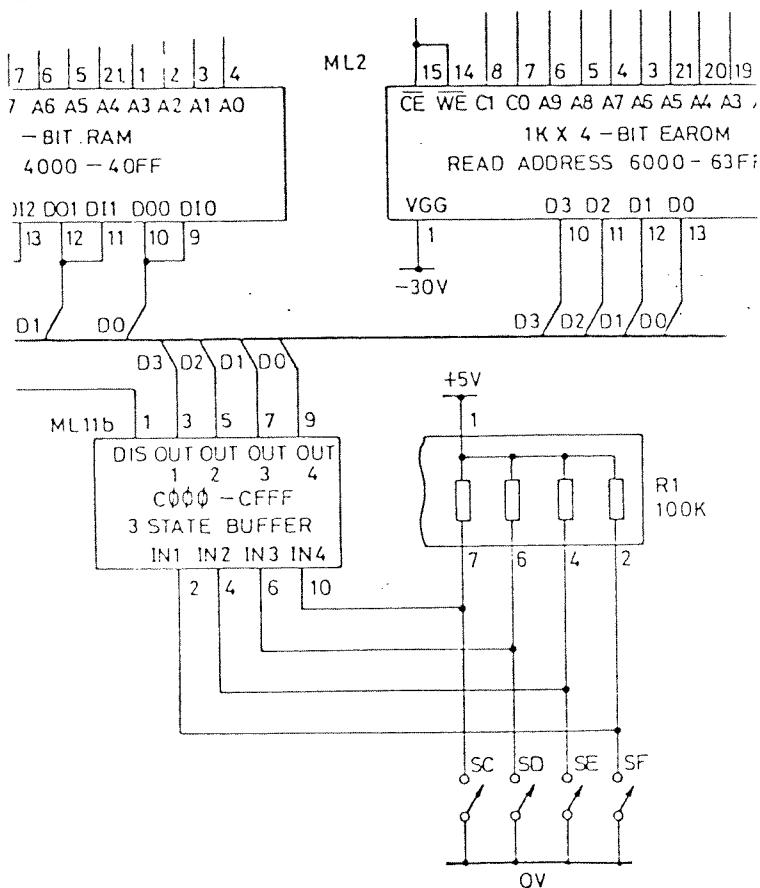 ML2
7 6 5 21 1 2 3 4
15 14 8 7 6 5 4 3 21 20 19
7 A6 A5 A4 A3 A2 A1 A0
CE WE C1 C0 A9 A8 A7 A6 A5 A4 A3
-BIT RAM
1K X 4-BIT EAROM
4000-40FF
READ ADDRESS 6000-63FF
DI2 DO1 DI1 DO0 DI0
VGG D3 D2 D1 D0
13 12 11 10 9
1 10 11 12 13
-30V
D1 D0
D3 D2 D1 D0
D3 D2 D1 D0
+5V
ML11b 1 3 5 7 9
1
DIS OUT OUT OUT OUT
1 2 3 4
R1
100K
C000-CFFF
3 STATE BUFFER
IN1 IN2 IN3 IN4
2 4 6 10
7 6 4 2
SC SD SE SF
0V